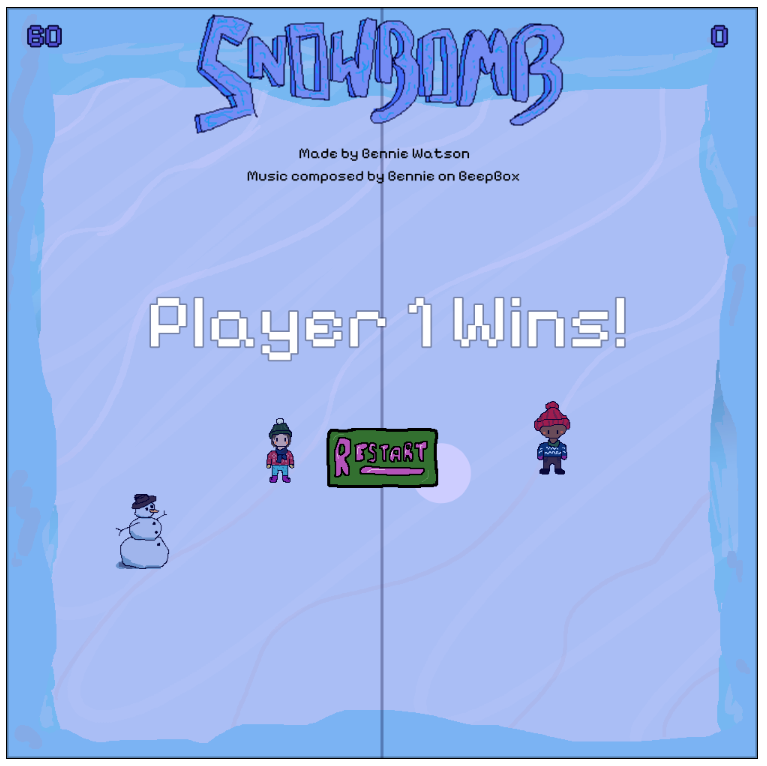 60
SNOWBOMB
0
Made by Bennie Watson
Music composed by Bennie on BeepBox
Player 1 Wins!
RESTART